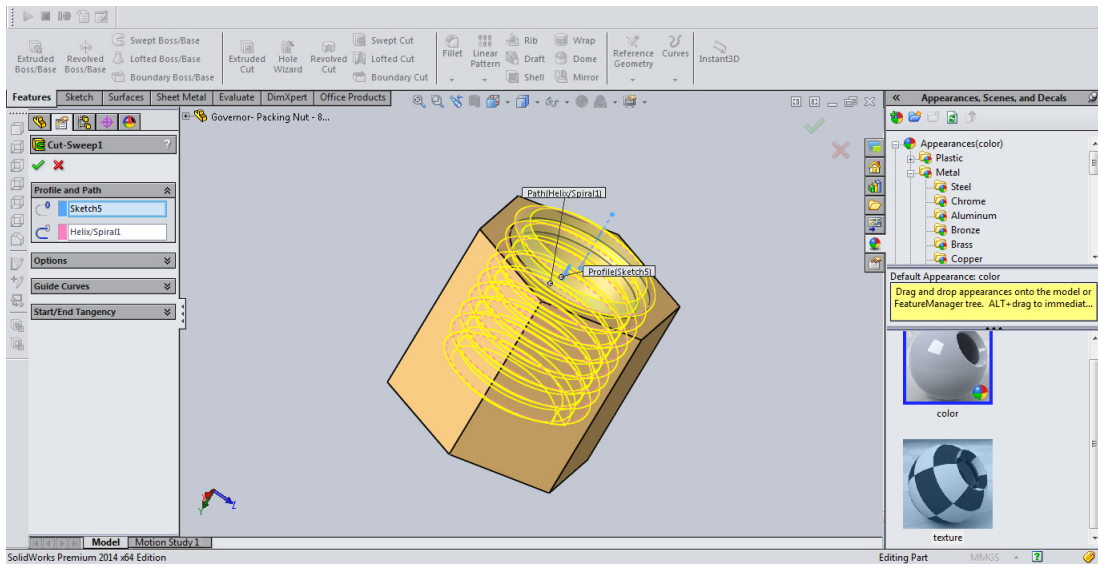 Extruded Boss/Base
Revolved Boss/Base
Swept Boss/Base
Lofted Boss/Base
Boundary Boss/Base
Extruded Cut
Hole Wizard
Revolved Cut
Swept Cut
Lofted Cut
Boundary Cut
Fillet
Linear Pattern
Rib
Draft
Shell
Wrap
Dome
Mirror
Reference Geometry
Curves
Instant3D
Features Sketch Surfaces Sheet Metal Evaluate DimXpert Office Products
Appearances, Scenes, and Decals
Governor- Packing Nut - 8...
Cut-Sweep1 ?
Profile and Path
Sketch5
Helix/Spiral1
Options
Guide Curves
Start/End Tangency
Path(Helix/Spiral1)
Profile(Sketch5)
Y
Z
Appearances(color)
Plastic
Metal
Steel
Chrome
Aluminum
Bronze
Brass
Copper
Default Appearance: color
Drag and drop appearances onto the model or
FeatureManager tree. ALT+drag to immediat...
color
texture
Model Motion Study 1
SolidWorks Premium 2014 x64 Edition
Editing Part MMGS ?